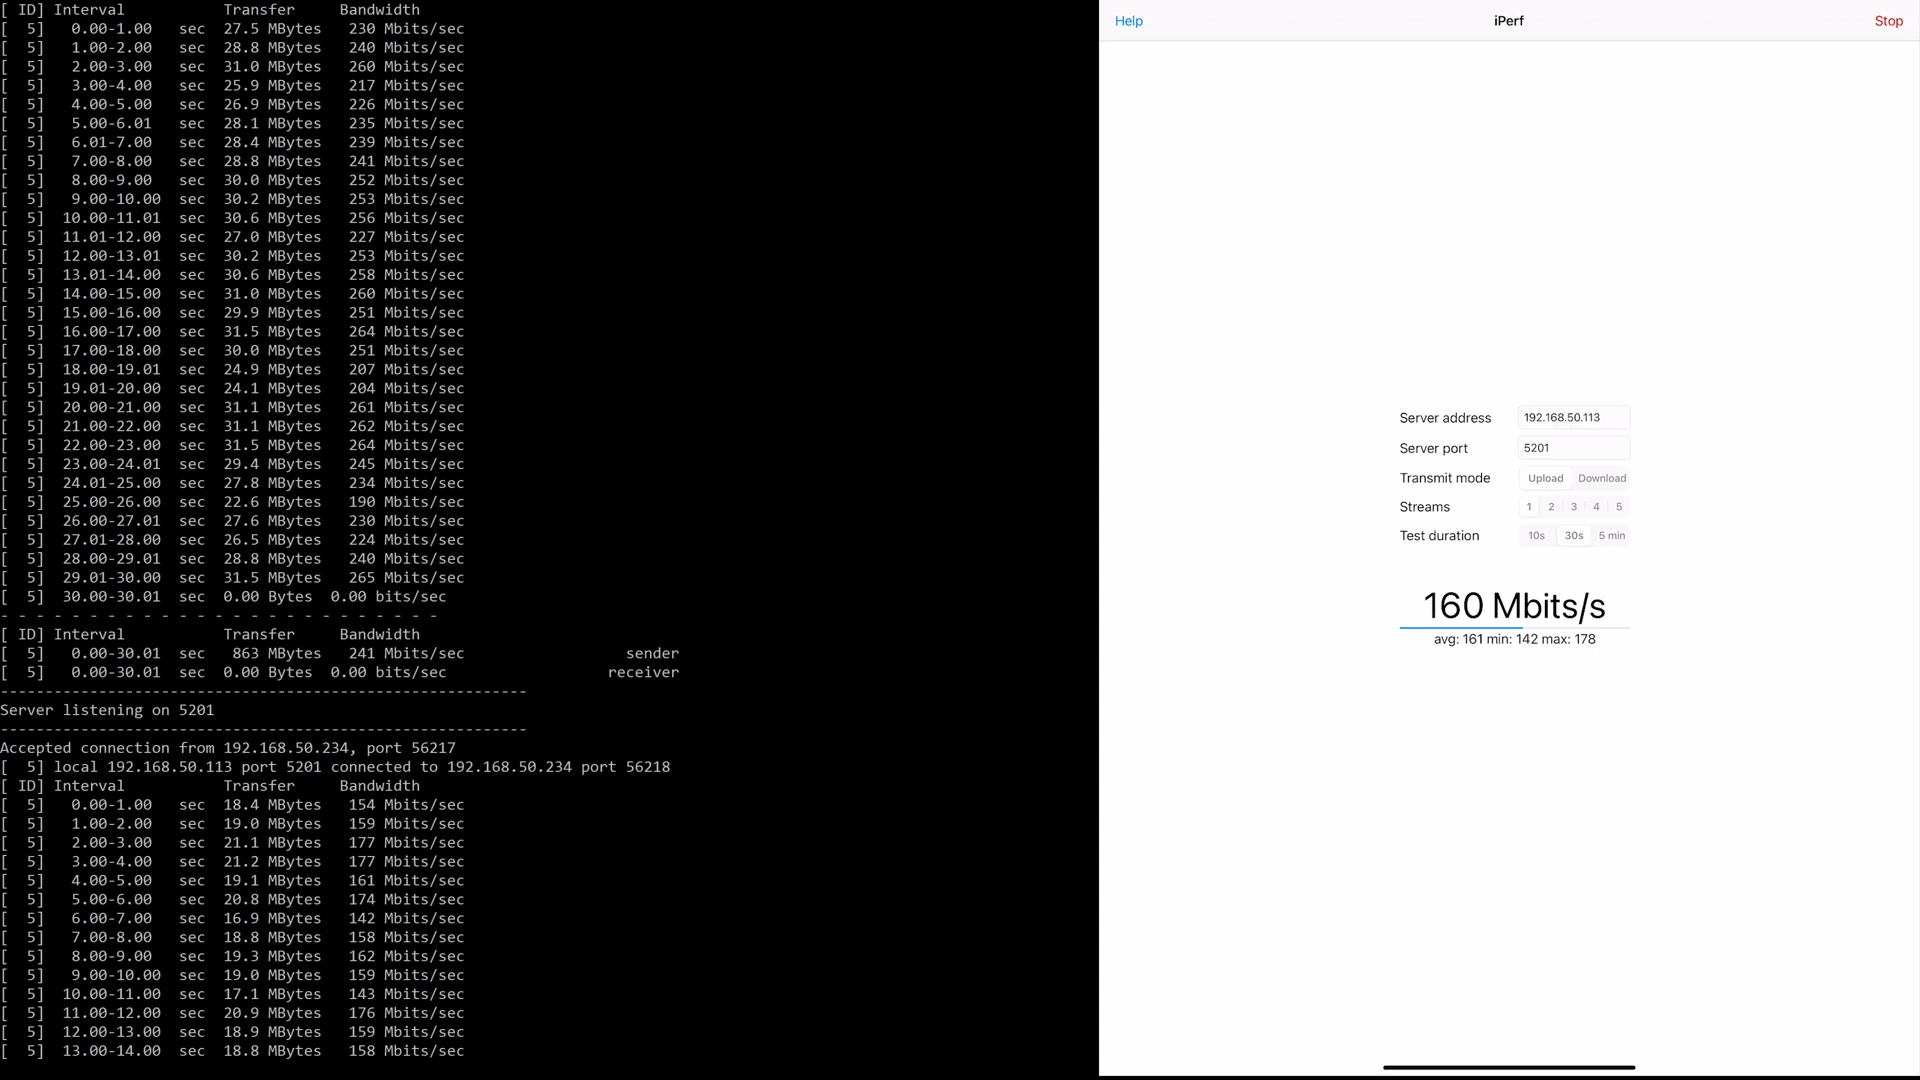 [ ID] Interval           Transfer     Bandwidth
[  5]   0.00-1.00   sec  27.5 MBytes   230 Mbits/sec
[  5]   1.00-2.00   sec  28.8 MBytes   240 Mbits/sec
[  5]   2.00-3.00   sec  31.0 MBytes   260 Mbits/sec
[  5]   3.00-4.00   sec  25.9 MBytes   217 Mbits/sec
[  5]   4.00-5.00   sec  26.9 MBytes   226 Mbits/sec
[  5]   5.00-6.01   sec  28.1 MBytes   235 Mbits/sec
[  5]   6.01-7.00   sec  28.4 MBytes   239 Mbits/sec
[  5]   7.00-8.00   sec  28.8 MBytes   241 Mbits/sec
[  5]   8.00-9.00   sec  30.0 MBytes   252 Mbits/sec
[  5]   9.00-10.00  sec  30.2 MBytes   253 Mbits/sec
[  5]  10.00-11.01  sec  30.6 MBytes   256 Mbits/sec
[  5]  11.01-12.00  sec  27.0 MBytes   227 Mbits/sec
[  5]  12.00-13.01  sec  30.2 MBytes   253 Mbits/sec
[  5]  13.01-14.00  sec  30.6 MBytes   258 Mbits/sec
[  5]  14.00-15.00  sec  31.0 MBytes   260 Mbits/sec
[  5]  15.00-16.00  sec  29.9 MBytes   251 Mbits/sec
[  5]  16.00-17.00  sec  31.5 MBytes   264 Mbits/sec
[  5]  17.00-18.00  sec  30.0 MBytes   251 Mbits/sec
[  5]  18.00-19.01  sec  24.9 MBytes   207 Mbits/sec
[  5]  19.01-20.00  sec  24.1 MBytes   204 Mbits/sec
[  5]  20.00-21.00  sec  31.1 MBytes   261 Mbits/sec
[  5]  21.00-22.00  sec  31.1 MBytes   262 Mbits/sec
[  5]  22.00-23.00  sec  31.5 MBytes   264 Mbits/sec
[  5]  23.00-24.01  sec  29.4 MBytes   245 Mbits/sec
[  5]  24.01-25.00  sec  27.8 MBytes   234 Mbits/sec
[  5]  25.00-26.00  sec  22.6 MBytes   190 Mbits/sec
[  5]  26.00-27.01  sec  27.6 MBytes   230 Mbits/sec
[  5]  27.01-28.00  sec  26.5 MBytes   224 Mbits/sec
[  5]  28.00-29.01  sec  28.8 MBytes   240 Mbits/sec
[  5]  29.01-30.00  sec  31.5 MBytes   265 Mbits/sec
[  5]  30.00-30.01  sec  0.00 Bytes  0.00 bits/sec
- - - - - - - - - - - - - - - - - - - - - - - - -
[ ID] Interval           Transfer     Bandwidth
[  5]   0.00-30.01  sec   863 MBytes   241 Mbits/sec                  sender
[  5]   0.00-30.01  sec  0.00 Bytes  0.00 bits/sec                  receiver
-----------------------------------------------------------
Server listening on 5201
-----------------------------------------------------------
Accepted connection from 192.168.50.234, port 56217
[  5] local 192.168.50.113 port 5201 connected to 192.168.50.234 port 56218
[ ID] Interval           Transfer     Bandwidth
[  5]   0.00-1.00   sec  18.4 MBytes   154 Mbits/sec
[  5]   1.00-2.00   sec  19.0 MBytes   159 Mbits/sec
[  5]   2.00-3.00   sec  21.1 MBytes   177 Mbits/sec
[  5]   3.00-4.00   sec  21.2 MBytes   177 Mbits/sec
[  5]   4.00-5.00   sec  19.1 MBytes   161 Mbits/sec
[  5]   5.00-6.00   sec  20.8 MBytes   174 Mbits/sec
[  5]   6.00-7.00   sec  16.9 MBytes   142 Mbits/sec
[  5]   7.00-8.00   sec  18.8 MBytes   158 Mbits/sec
[  5]   8.00-9.00   sec  19.3 MBytes   162 Mbits/sec
[  5]   9.00-10.00  sec  19.0 MBytes   159 Mbits/sec
[  5]  10.00-11.00  sec  17.1 MBytes   143 Mbits/sec
[  5]  11.00-12.00  sec  20.9 MBytes   176 Mbits/sec
[  5]  12.00-13.00  sec  18.9 MBytes   159 Mbits/sec
[  5]  13.00-14.00  sec  18.8 MBytes   158 Mbits/sec
Help iPerf Stop
Server address 192.168.50.113
Server port 5201
Transmit mode Upload Download
Streams 1 2 3 4 5
Test duration 10s 30s 5 min
160 Mbits/s
avg: 161 min: 142 max: 178